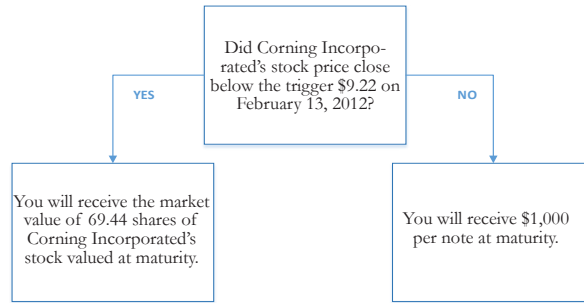 Did Corning Incorpo-
rated's stock price close
below the trigger $9.22 on
February 13, 2012?
YES
NO
You will receive the market
value of 69.44 shares of
Corning Incorporated's
stock valued at maturity.
You will receive $1,000
per note at maturity.